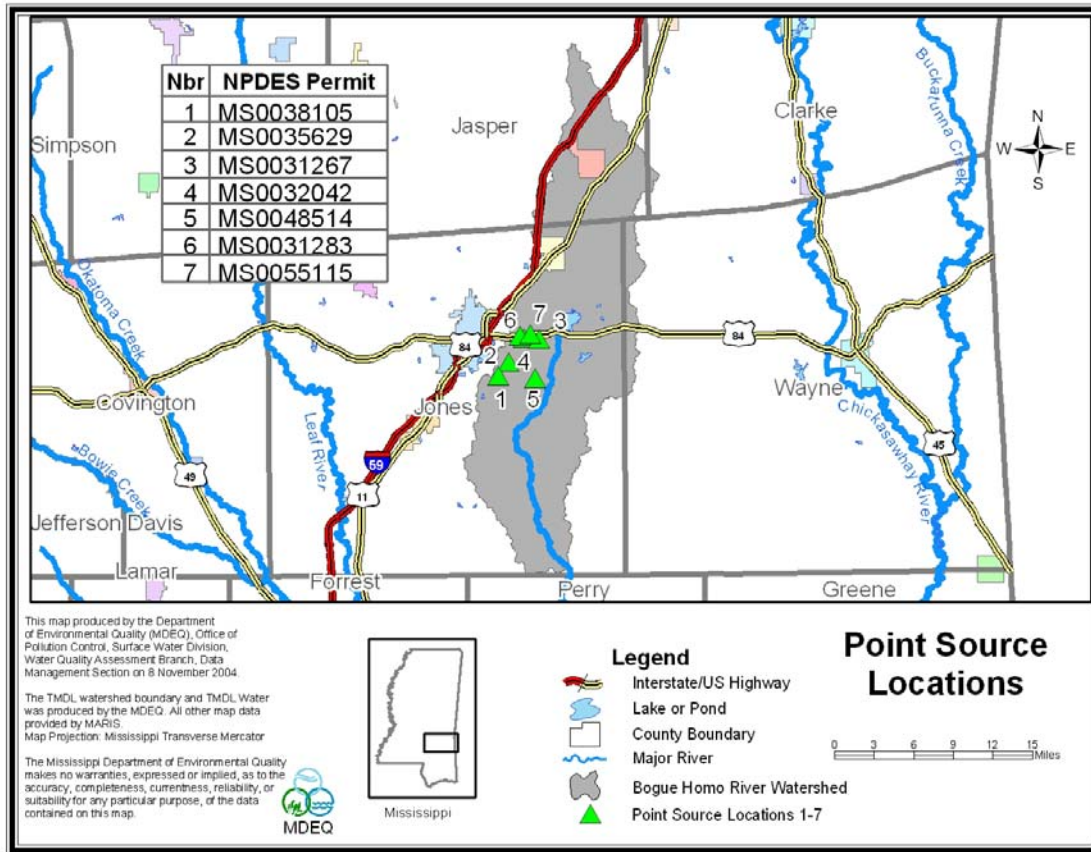 Nbr NPDES Permit
1 MS0038105
2 MS0035629
3 MS0031267
4 MS0032042
5 MS0048514
6 MS0031283
7 MS0055115
Simpson
Jasper
Clarke
Buckatunna Creek
N
W E
S
Okatoma Creek
Covington
Bowie Creek
49
Jefferson Davis
Lamar
Leaf River
Forrest
84
Jones
59
11
6
7
3
2
4
1
5
84
Wayne
Chickasawhay River
45
Perry
Greene
This map produced by the Department
of Environmental Quality (MDEQ), Office of
Pollution Control, Surface Water Division,
Water Quality Assessment Branch, Data
Management Section on 8 November 2004.
The TMDL watershed boundary and TMDL Water
was produced by the MDEQ. All other map data
provided by MARIS.
Map Projection: Mississippi Transverse Mercator
The Mississippi Department of Environmental Quality
makes no warranties, expressed or implied, as to the
accuracy, completeness, currentness, reliability, or
suitability for any particular purpose, of the data
contained on this map.
MDEQ
Mississippi
Legend
Interstate/US Highway
Lake or Pond
County Boundary
Major River
Bogue Homo River Watershed
Point Source Locations 1-7
Point Source
Locations
0 3 6 9 12 15
Miles